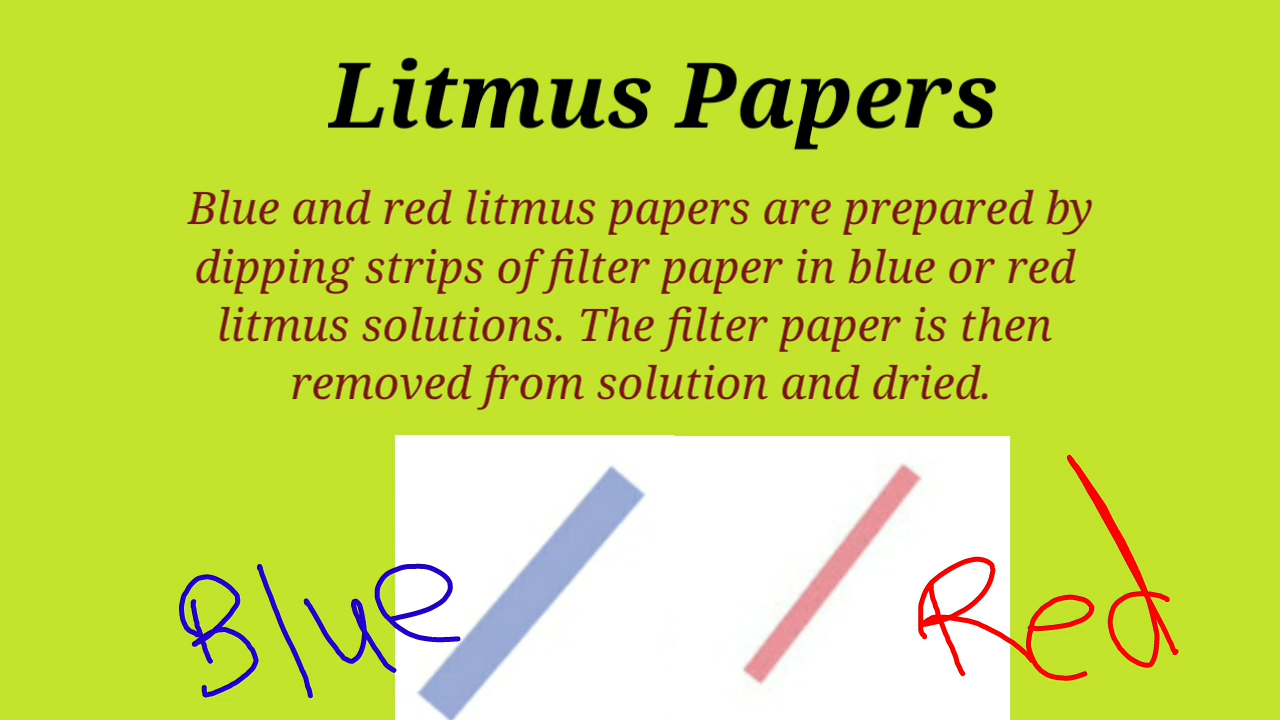 Litmus Papers
Blue and red litmus papers are prepared by
dipping strips of filter paper in blue or red
litmus solutions. The filter paper is then
removed from solution and dried.
Blue
Red